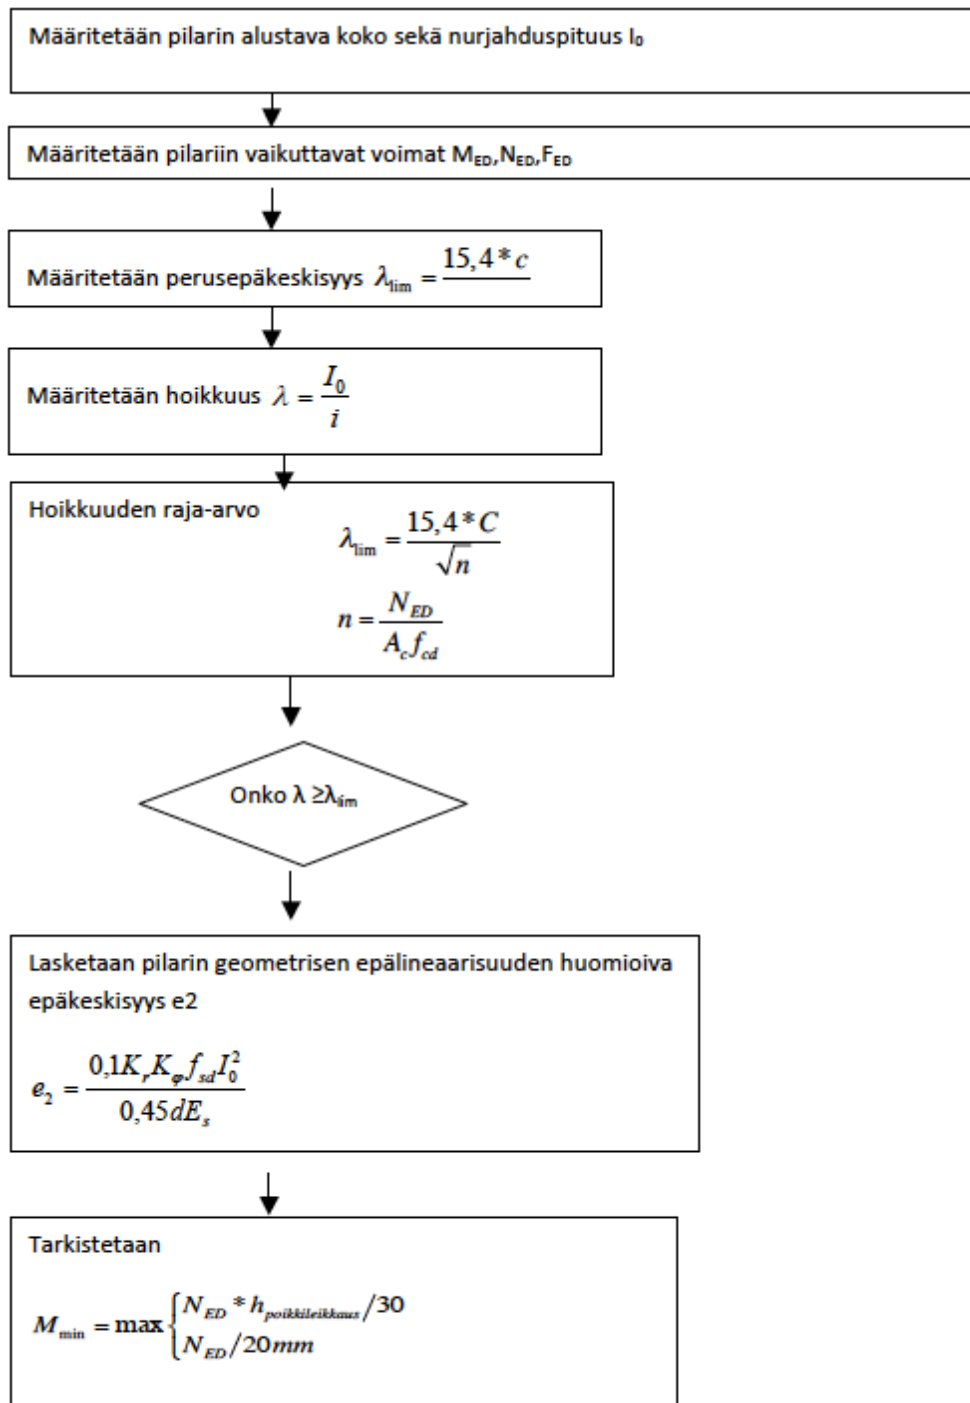 Määritetään pilarin alustava koko sekä nurjahduspituus I₀
Määritetään pilariin vaikuttavat voimat M_ED,N_ED,F_ED
Määritetään perusepäkeskisyys λ_lim = 15,4 * c /
Määritetään hoikkuus λ = I₀ / i
Hoikkuuden raja-arvo
λ_lim = 15,4 * C / √n
n = N_ED / A_c f_cd
Onko λ ≥λ_lim
Lasketaan pilarin geometrisen epälineaarisuuden huomioiva
epäkeskisyys e2
e₂ = 0,1K_r K_φ f_sd I₀² / 0,45dE_s
Tarkistetaan
M_min = max { N_ED * h_poikkileikkaus /30
N_ED /20mm